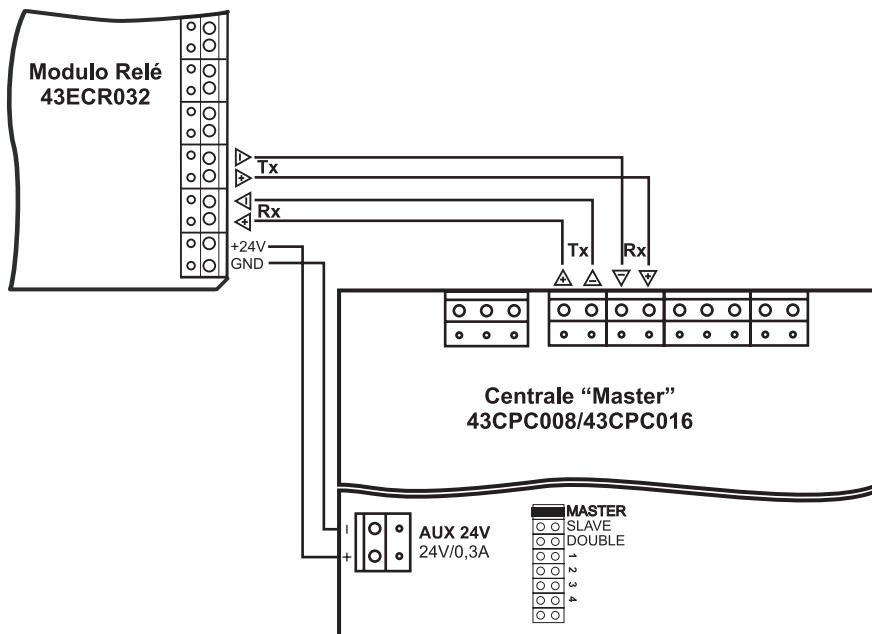 Modulo Relé
43ECR032
Tx
Rx
+24V
GND
Tx Rx
Centrale “Master”
43CPC008/43CPC016
- AUX 24V
+ 24V/0,3A
MASTER
SLAVE
DOUBLE
1
2
3
4